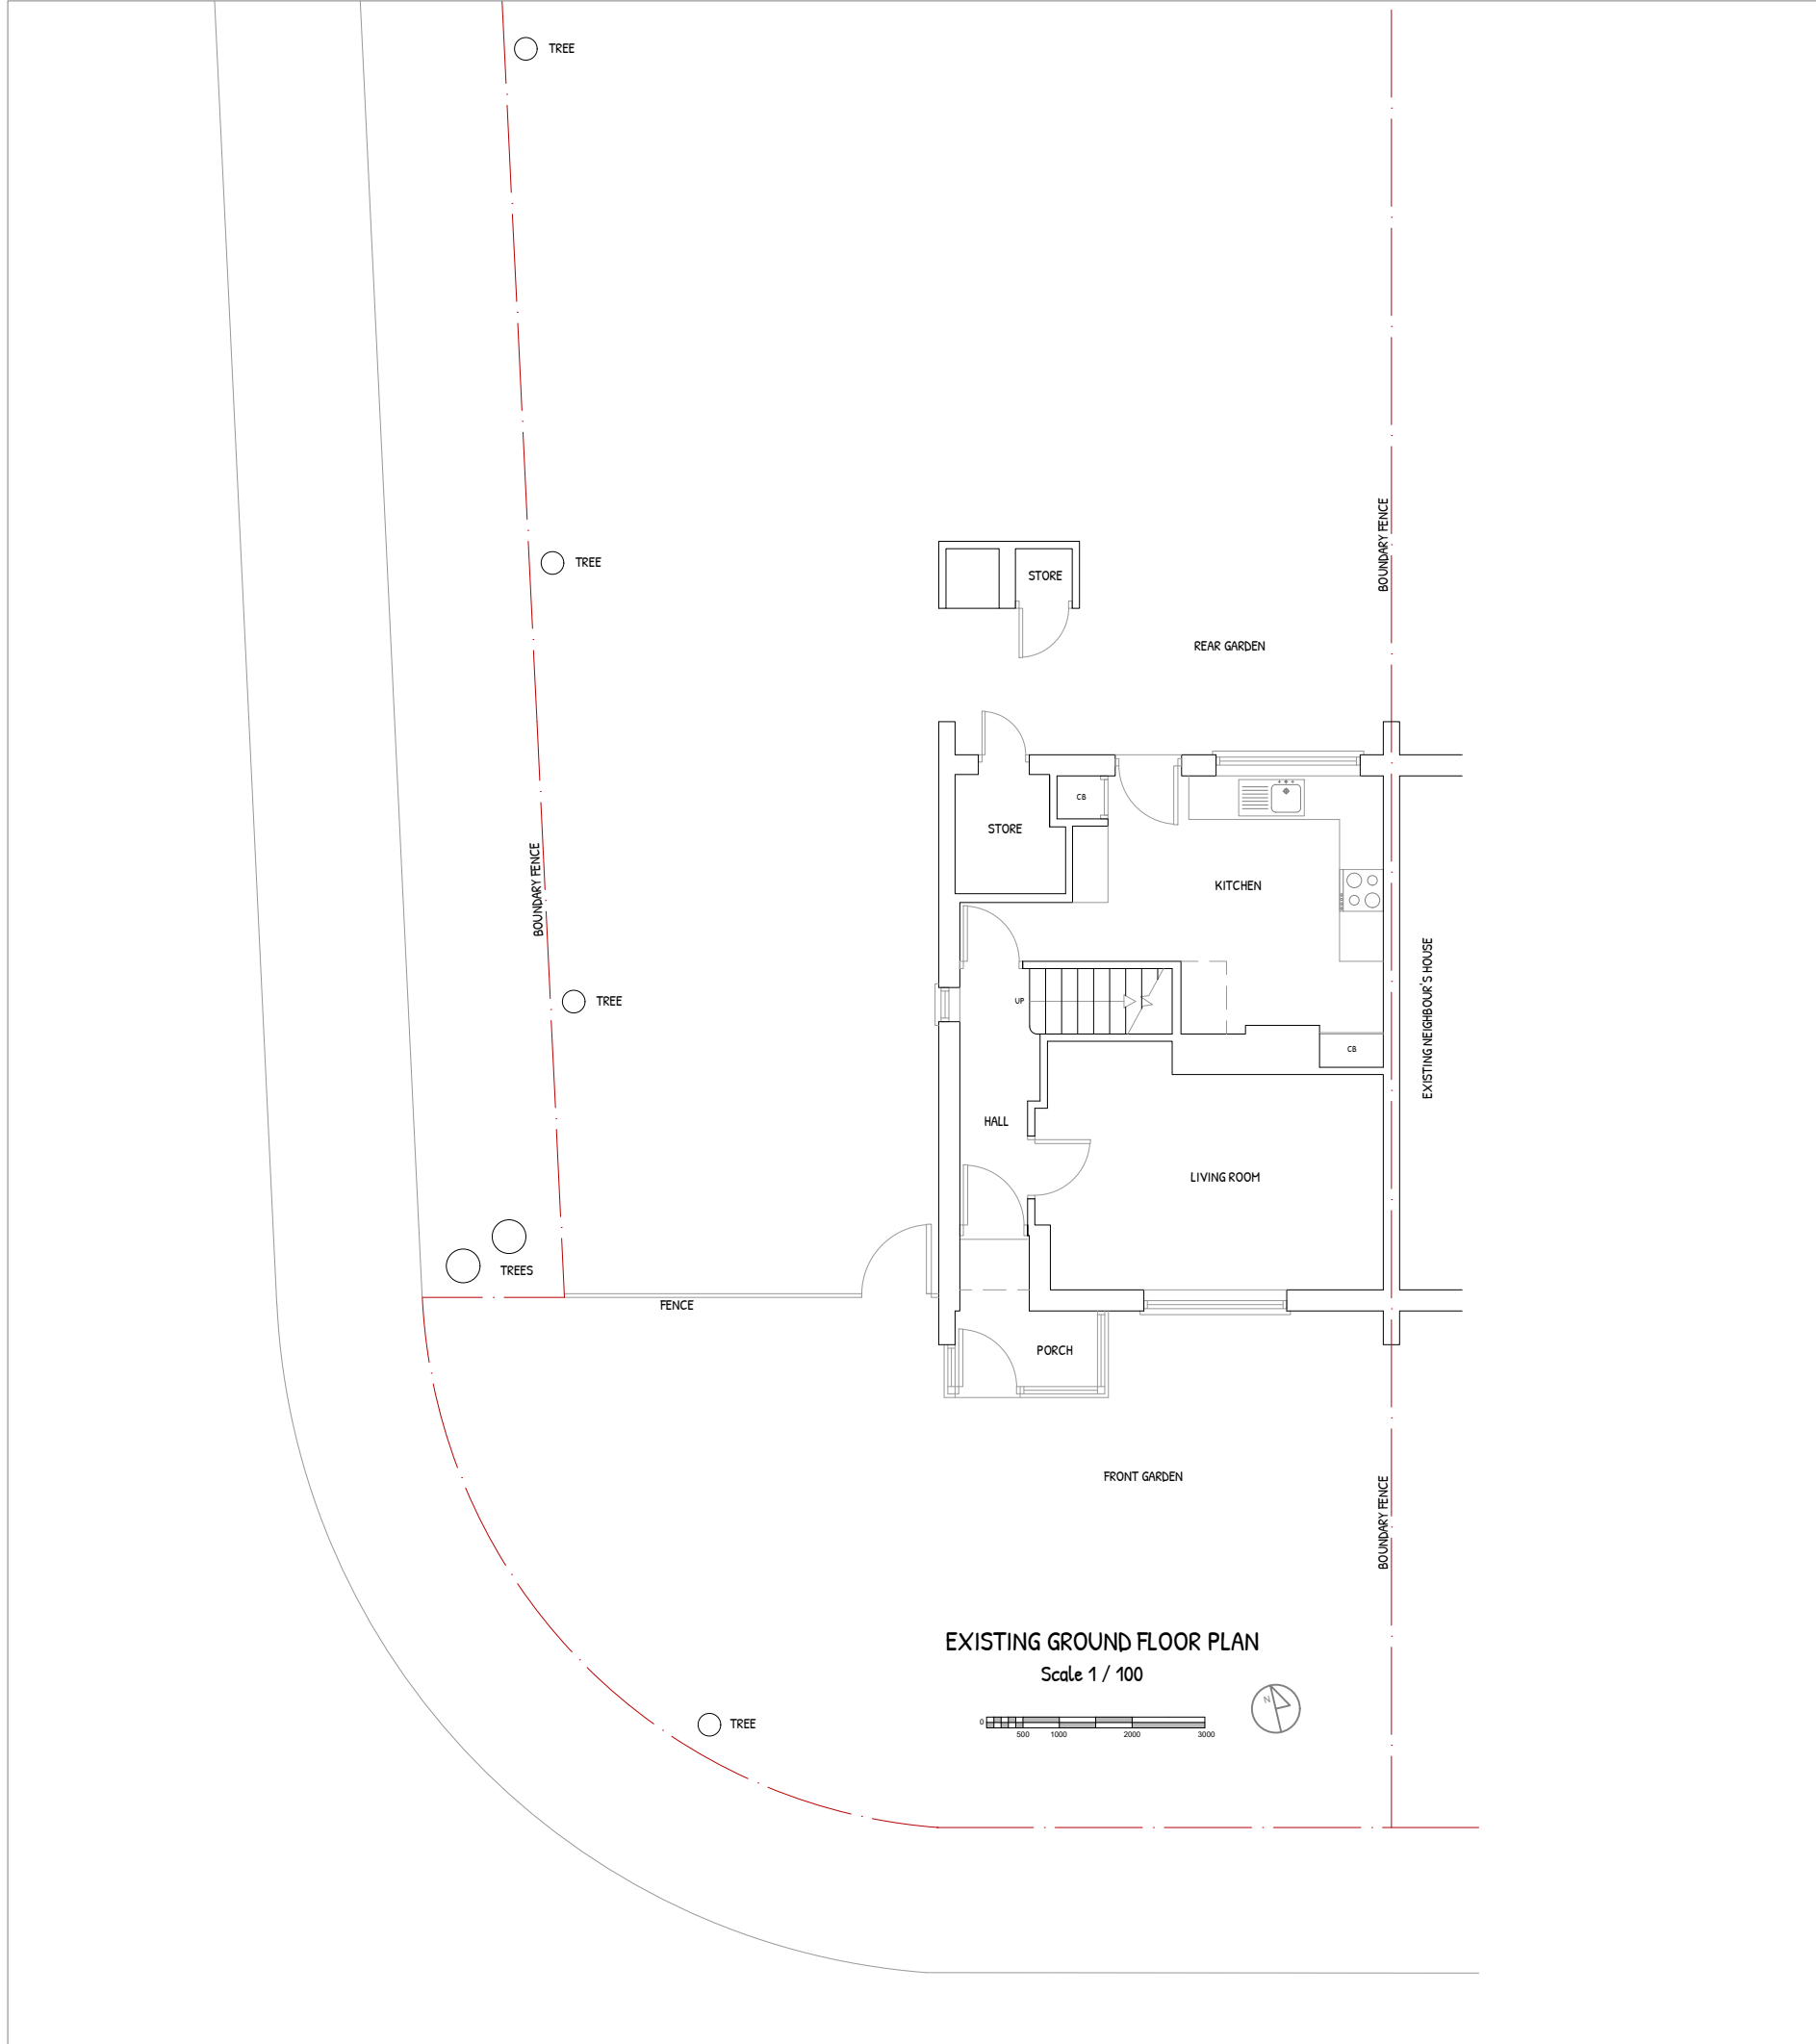 TREE
BOUNDARY FENCE
TREE
STORE
REAR GARDEN
CB
STORE
BOUNDARY FENCE
KITCHEN
TREE
UP
EXISTING NEIGHBOUR'S HOUSE
CB
HALL
LIVING ROOM
TREES
FENCE
PORCH
FRONT GARDEN
BOUNDARY FENCE
EXISTING GROUND FLOOR PLAN
Scale 1 / 100
N
TREE
0
500 1000 2000 3000